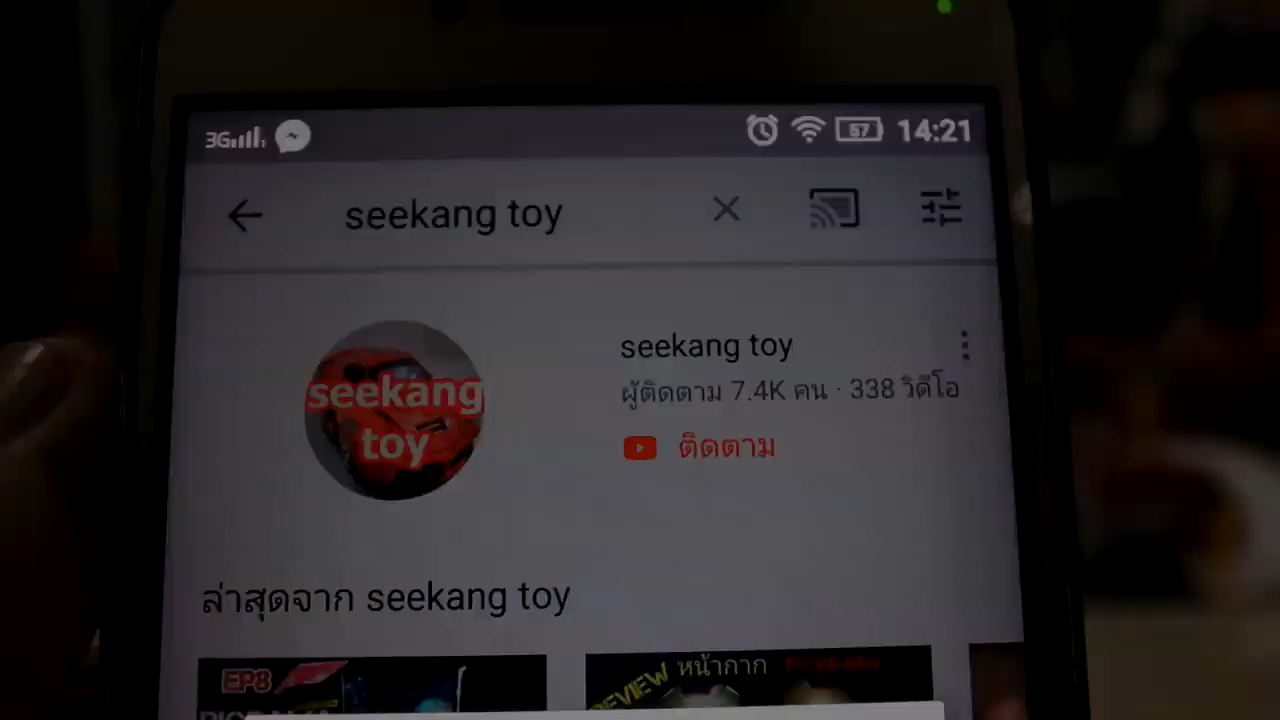 3G 57 14:21
seekang toy
seekang
toy
seekang toy
ผู้ติดตาม 7.4K คน · 338 วิดีโอ
ติดตาม
ล่าสุดจาก seekang toy
EP8
REVIEW หน้ากาก